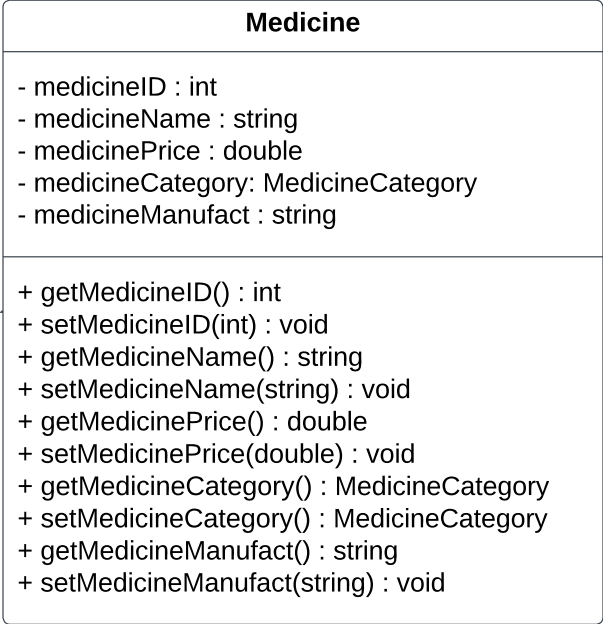 Medicine
- medicineID : int
- medicineName : string
- medicinePrice : double
- medicineCategory: MedicineCategory
- medicineManufact : string
+ getMedicineID() : int
+ setMedicineID(int) : void
+ getMedicineName() : string
+ setMedicineName(string) : void
+ getMedicinePrice() : double
+ setMedicinePrice(double) : void
+ getMedicineCategory() : MedicineCategory
+ setMedicineCategory() : MedicineCategory
+ getMedicineManufact() : string
+ setMedicineManufact(string) : void